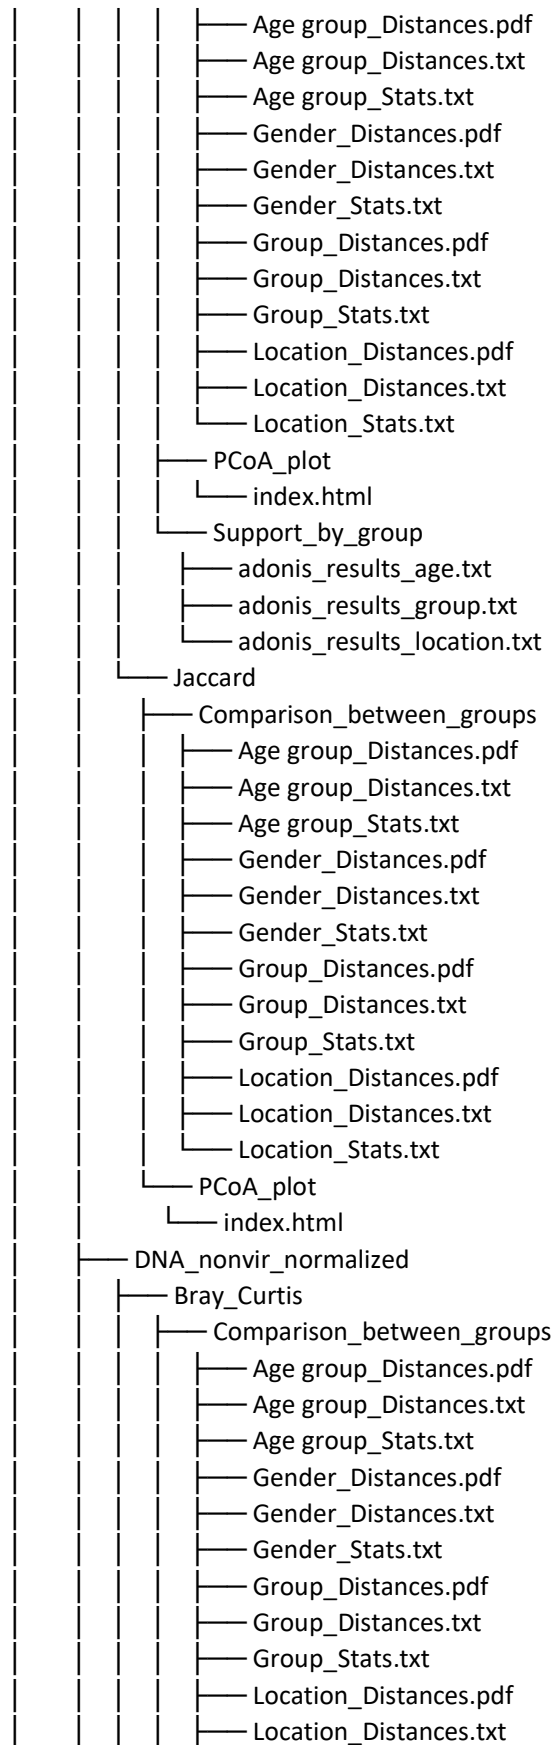 Age group_Distances.pdf
Age group_Distances.txt
Age group_Stats.txt
Gender_Distances.pdf
Gender_Distances.txt
Gender_Stats.txt
Group_Distances.pdf
Group_Distances.txt
Group_Stats.txt
Location_Distances.pdf
Location_Distances.txt
Location_Stats.txt
PCoA_plot
index.html
Support_by_group
adonis_results_age.txt
adonis_results_group.txt
adonis_results_location.txt
Jaccard
Comparison_between_groups
Age group_Distances.pdf
Age group_Distances.txt
Age group_Stats.txt
Gender_Distances.pdf
Gender_Distances.txt
Gender_Stats.txt
Group_Distances.pdf
Group_Distances.txt
Group_Stats.txt
Location_Distances.pdf
Location_Distances.txt
Location_Stats.txt
PCoA_plot
index.html
DNA_nonvir_normalized
Bray_Curtis
Comparison_between_groups
Age group_Distances.pdf
Age group_Distances.txt
Age group_Stats.txt
Gender_Distances.pdf
Gender_Distances.txt
Gender_Stats.txt
Group_Distances.pdf
Group_Distances.txt
Group_Stats.txt
Location_Distances.pdf
Location_Distances.txt